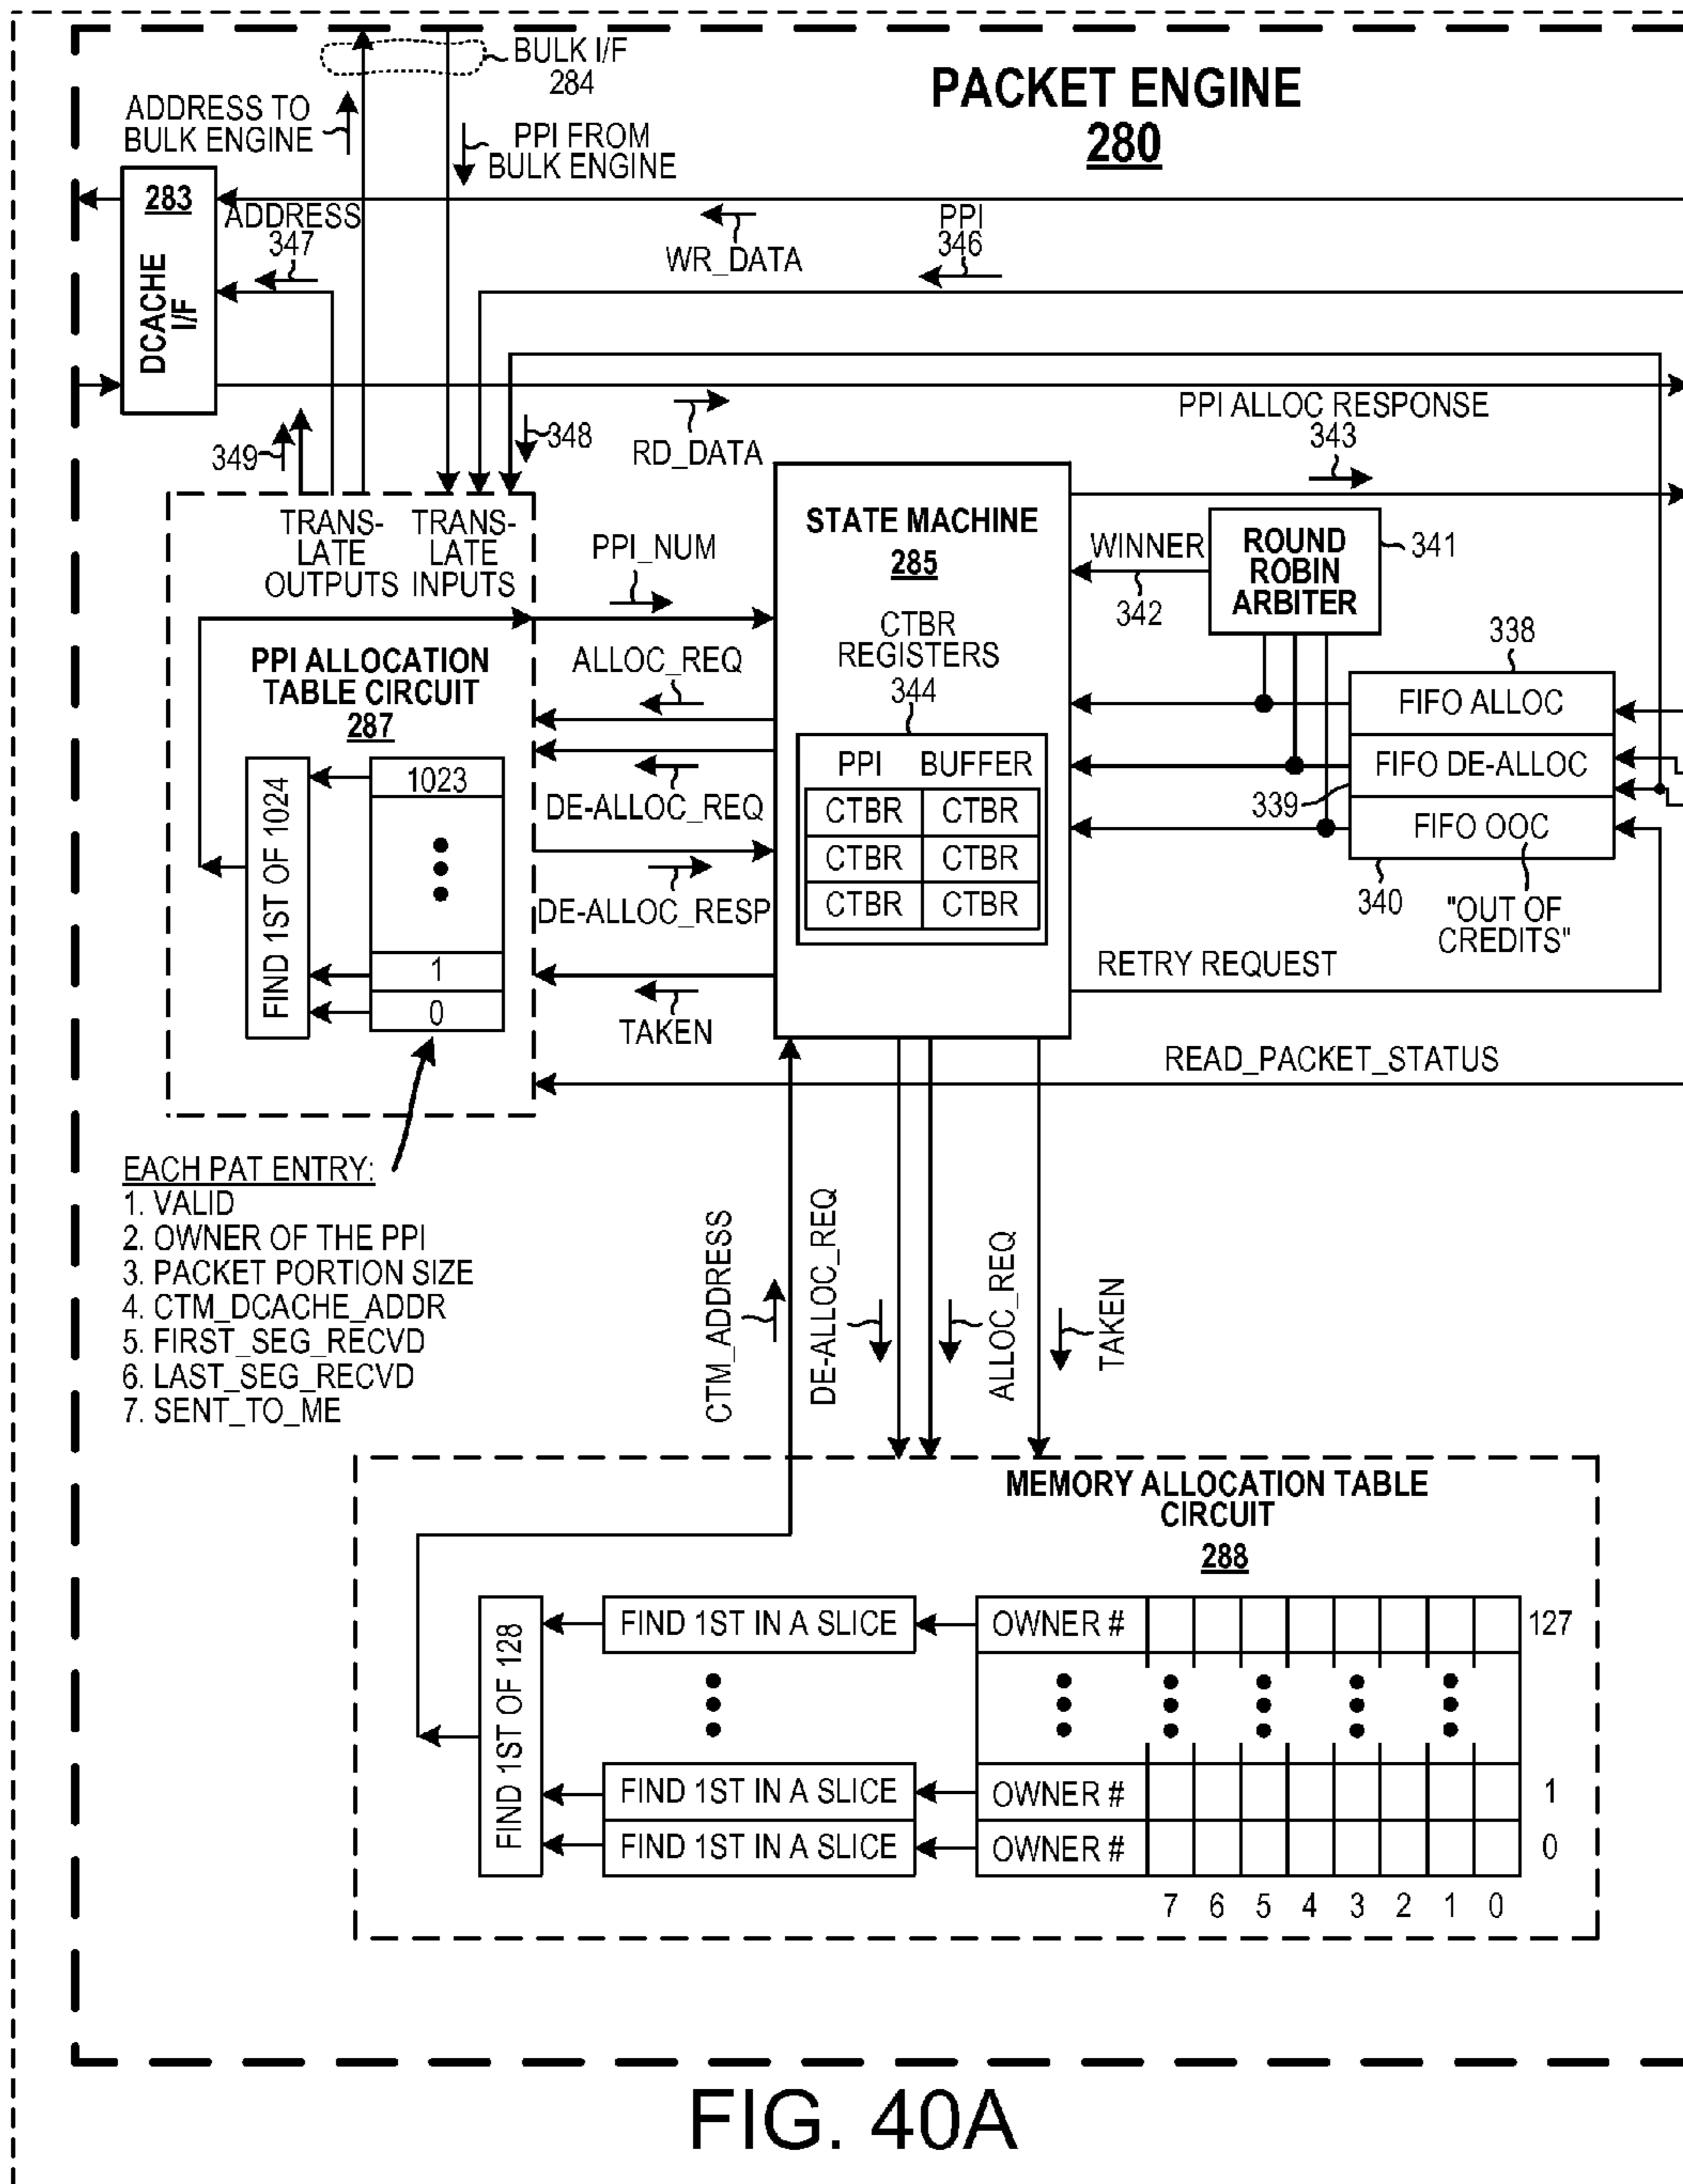 BULK I/F
284
PACKET ENGINE
280
ADDRESS TO
BULK ENGINE
PPI FROM
BULK ENGINE
283
DCACHE
I/F
ADDRESS
347
WR_DATA
PPI
346
349
348
RD_DATA
PPI ALLOC RESPONSE
343
TRANS-
LATE
OUTPUTS
TRANS-
LATE
INPUTS
PPI_NUM
STATE MACHINE
285
WINNER
342
ROUND
ROBIN
ARBITER
341
CTBR
REGISTERS
344
338
PPI ALLOCATION
TABLE CIRCUIT
287
ALLOC_REQ
DE-ALLOC_REQ
DE-ALLOC_RESP
TAKEN
PPI BUFFER
CTBR CTBR
CTBR CTBR
CTBR CTBR
FIFO ALLOC
FIFO DE-ALLOC
339
FIFO OOC
340
"OUT OF
CREDITS"
FIND 1ST OF 1024
1023
1
0
RETRY REQUEST
READ_PACKET_STATUS
EACH PAT ENTRY:
1. VALID
2. OWNER OF THE PPI
3. PACKET PORTION SIZE
4. CTM_DCACHE_ADDR
5. FIRST_SEG_RECVD
6. LAST_SEG_RECVD
7. SENT_TO_ME
CTM_ADDRESS
DE-ALLOC_REQ
ALLOC_REQ
TAKEN
MEMORY ALLOCATION TABLE
CIRCUIT
288
FIND 1ST OF 128
FIND 1ST IN A SLICE OWNER # 127
FIND 1ST IN A SLICE OWNER # 1
FIND 1ST IN A SLICE OWNER # 0
7 6 5 4 3 2 1 0
FIG. 40A